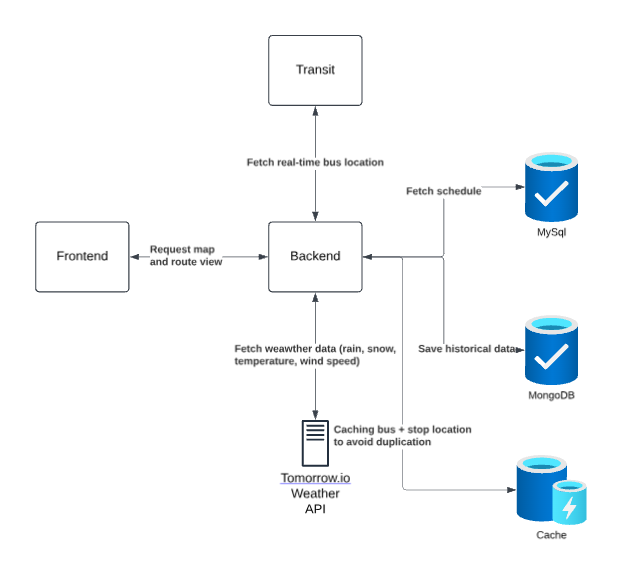 Transit
Fetch real-time bus location
Fetch schedule
MySql
Frontend
Request map
and route view
Backend
Fetch weawther data (rain, snow,
temperature, wind speed)
Save historical data
MongoDB
Caching bus + stop location
to avoid duplication
Tomorrow.io
Weather
API
Cache